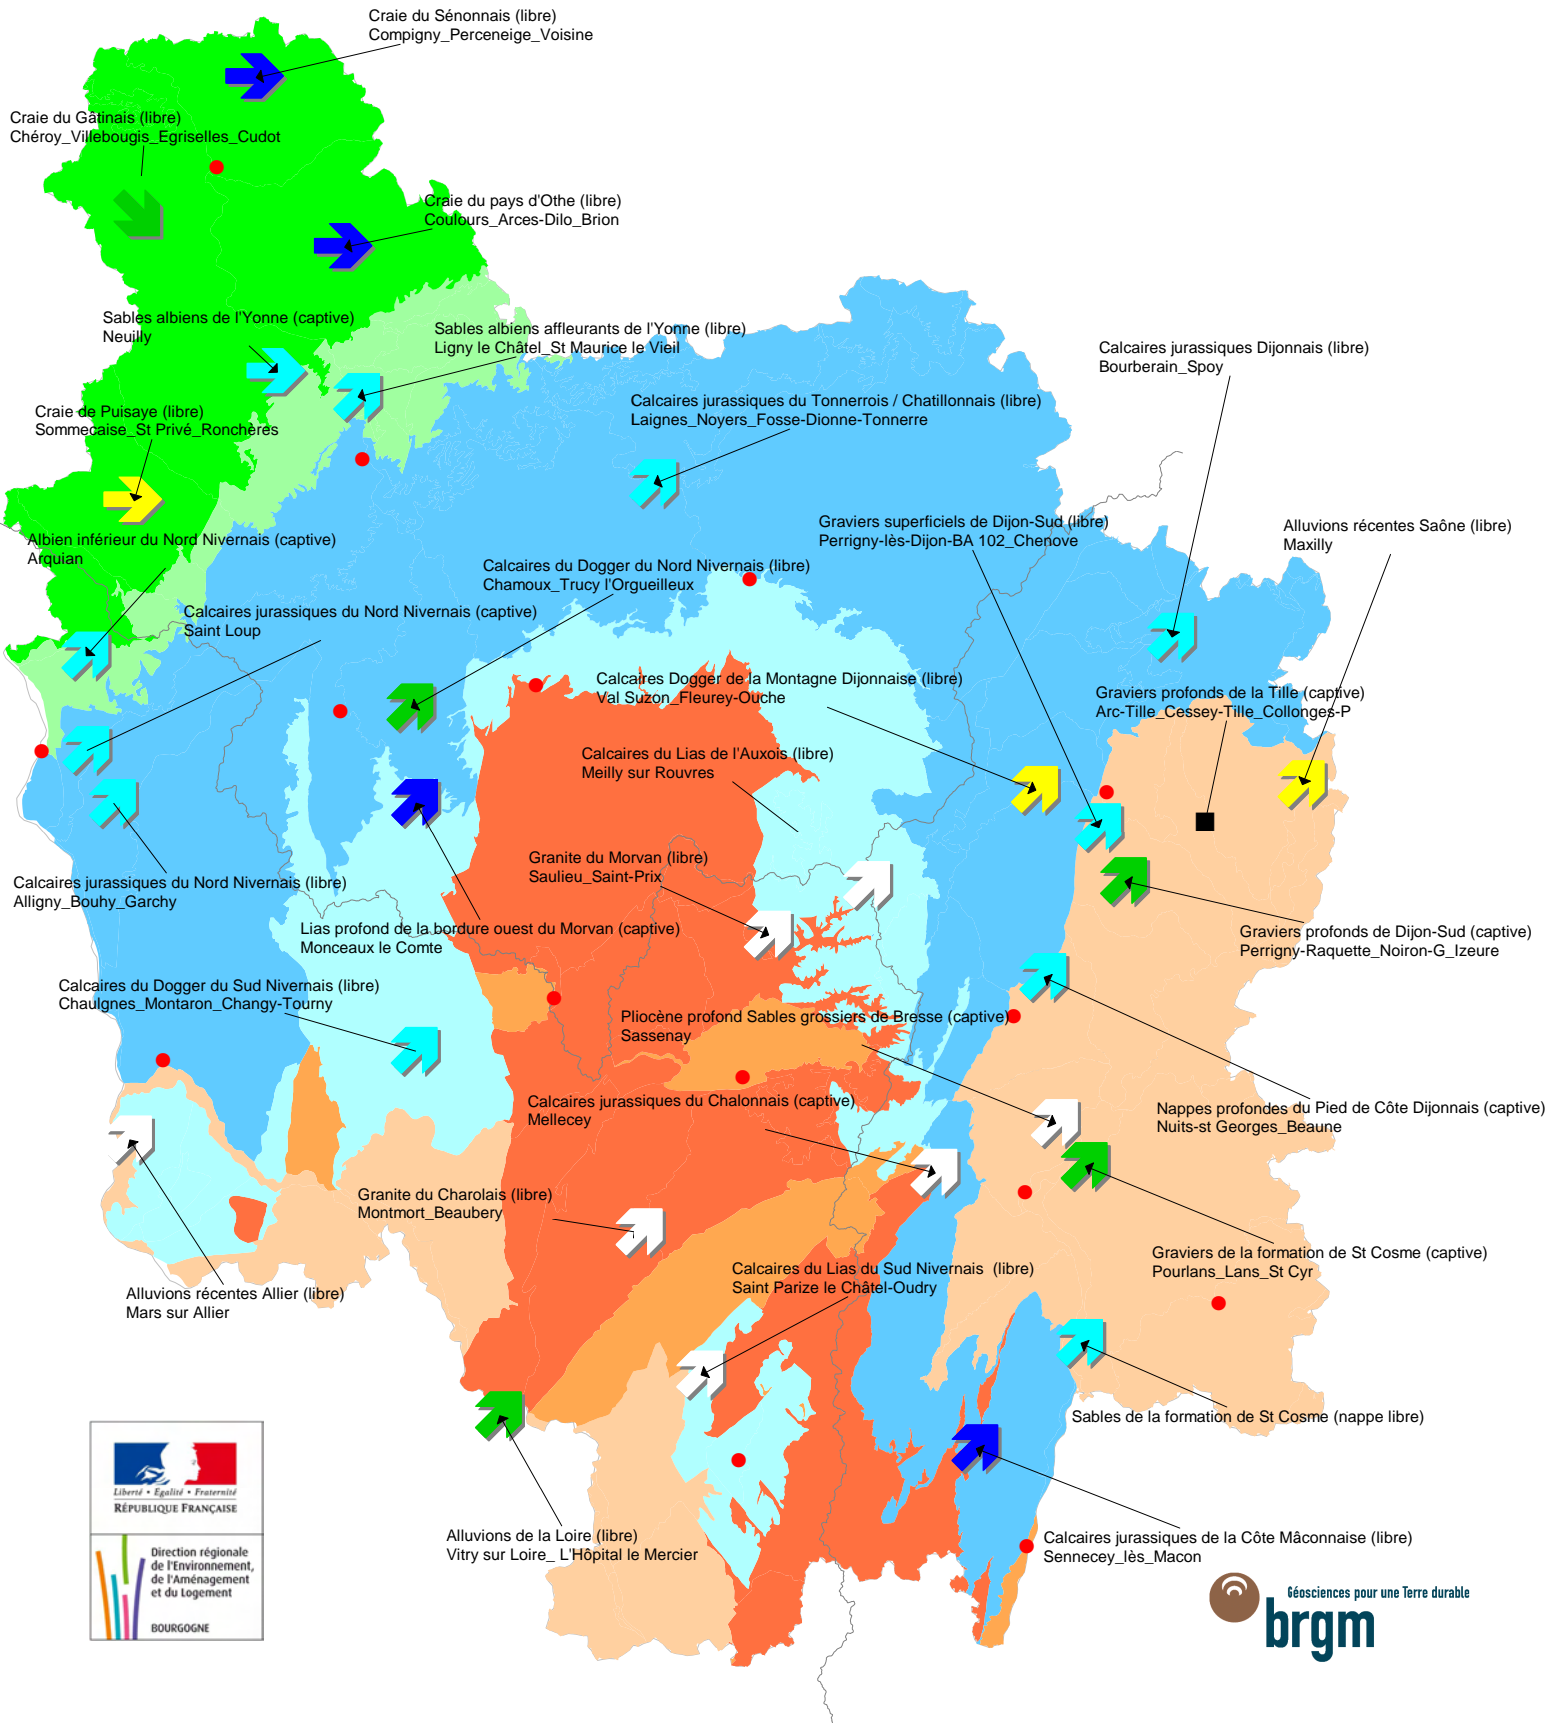 Craie du Sénonnais (libre)
Compigny_Perceneige_Voisine
Craie du Gâtinais (libre)
Chéroy_Villebougis_Egriselles_Cudot
Craie du pays d'Othe (libre)
Coulours_Arces-Dilo_Brion
Sables albiens de l'Yonne (captive)
Neuilly
Sables albiens affleurants de l'Yonne (libre)
Ligny le Châtel_St Maurice le Vieil
Calcaires jurassiques Dijonnais (libre)
Bourberain_Spoy
Craie de Puisaye (libre)
Sommecaise_St Privé_Ronchères
Calcaires jurassiques du Tonnerrois / Chatillonnais (libre)
Laignes_Noyers_Fosse-Dionne-Tonnerre
Graviers superficiels de Dijon-Sud (libre)
Perrigny-lès-Dijon-BA 102_Chenove
Alluvions récentes Saône (libre)
Maxilly
Albien inférieur du Nord Nivernais (captive)
Arquian
Calcaires du Dogger du Nord Nivernais (libre)
Chamoux_Trucy l'Orgueilleux
Calcaires jurassiques du Nord Nivernais (captive)
Saint Loup
Calcaires Dogger de la Montagne Dijonnaise (libre)
Val Suzon_Fleurey-Ouche
Graviers profonds de la Tille (captive)
Arc-Tille_Cessey-Tille_Collonges-P
Calcaires du Lias de l'Auxois (libre)
Meilly sur Rouvres
Granite du Morvan (libre)
Saulieu_Saint-Prix
Calcaires jurassiques du Nord Nivernais (libre)
Alligny_Bouhy_Garchy
Lias profond de la bordure ouest du Morvan (captive)
Monceaux le Comte
Graviers profonds de Dijon-Sud (captive)
Perrigny-Raquette_Noiron-G_Izeure
Calcaires du Dogger du Sud Nivernais (libre)
Chaulgnes_Montaron_Changy-Tourny
Pliocène profond Sables grossiers de Bresse (captive)
Sassenay
Calcaires jurassiques du Chalonnais (captive)
Mellecey
Nappes profondes du Pied de Côte Dijonnais (captive)
Nuits-st Georges_Beaune
Granite du Charolais (libre)
Montmort_Beaubery
Graviers de la formation de St Cosme (captive)
Pourlans_Lans_St Cyr
Calcaires du Lias du Sud Nivernais (libre)
Saint Parize le Châtel-Oudry
Alluvions récentes Allier (libre)
Mars sur Allier
Sables de la formation de St Cosme (nappe libre)
Alluvions de la Loire (libre)
Vitry sur Loire_ L'Hôpital le Mercier
Calcaires jurassiques de la Côte Mâconnaise (libre)
Sennecey_lès_Macon
Liberté • Egalité • Fraternité
RÉPUBLIQUE FRANÇAISE
Direction régionale
de l'Environnement,
de l'Aménagement
et du Logement
BOURGOGNE
Géosciences pour une Terre durable
brgm